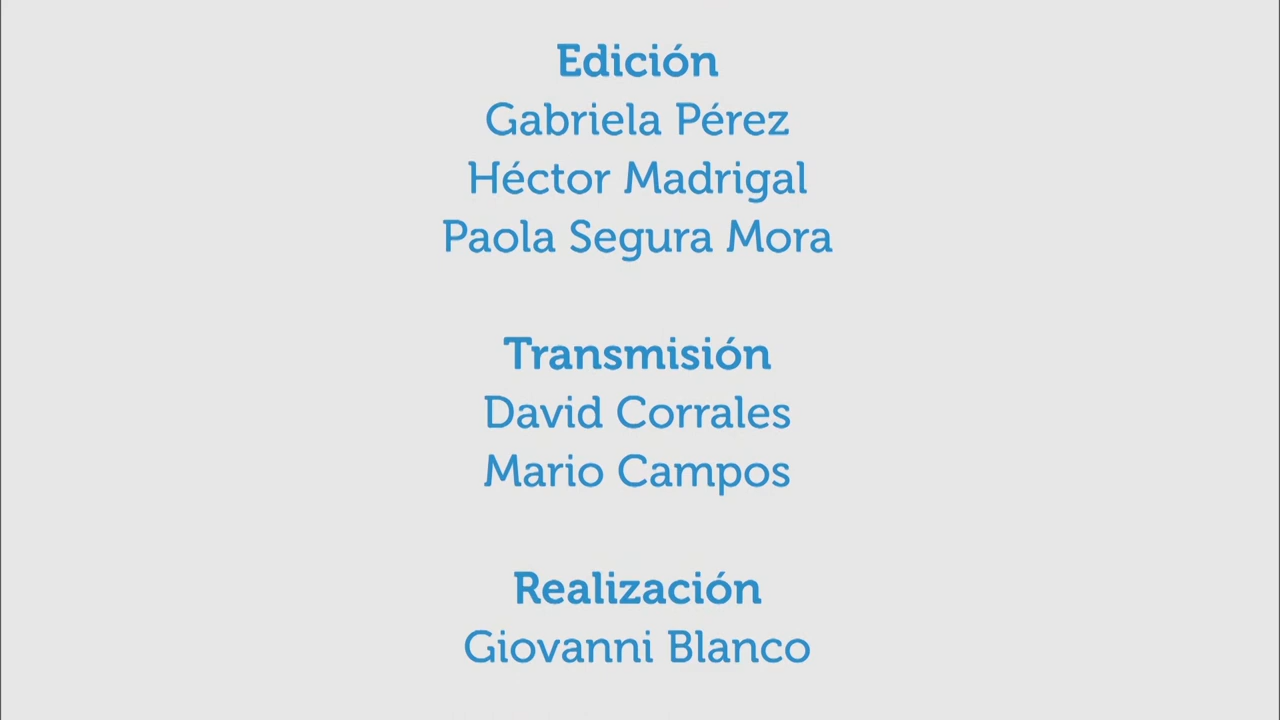 Edición
Gabriela Pérez
Héctor Madrigal
Paola Segura Mora
Transmisión
David Corrales
Mario Campos
Realización
Giovanni Blanco